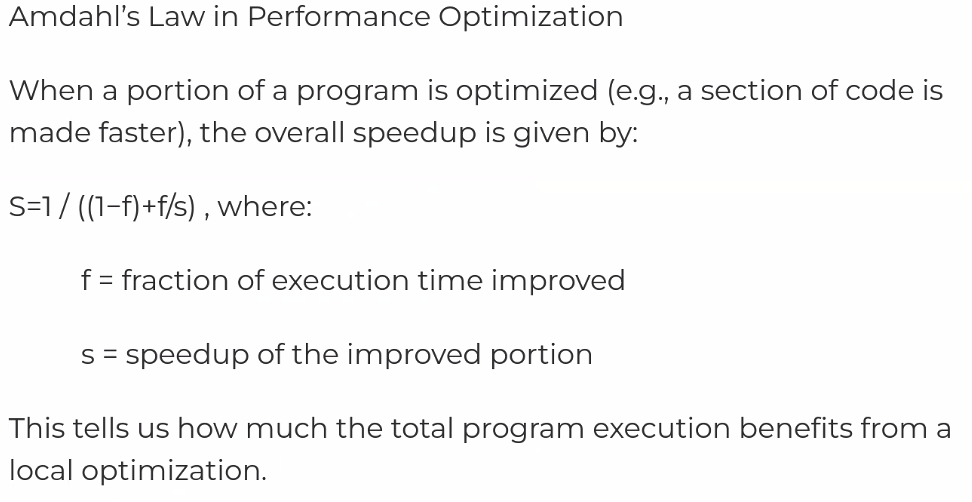 Amdahl’s Law in Performance Optimization
When a portion of a program is optimized (e.g., a section of code is
made faster), the overall speedup is given by:
S=1 / ((1−f)+f/s) , where:
f = fraction of execution time improved
s = speedup of the improved portion
This tells us how much the total program execution benefits from a
local optimization.